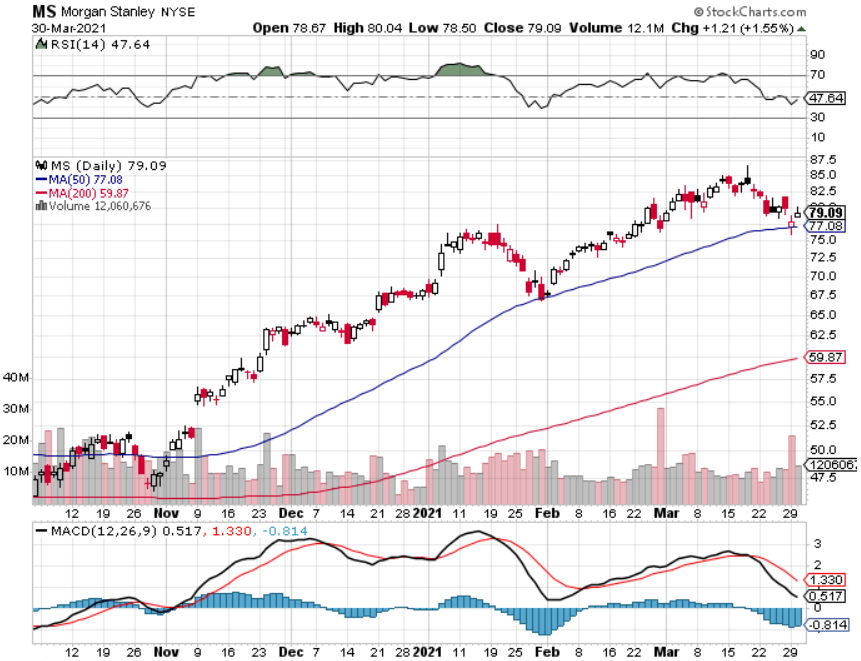 MS Morgan Stanley NYSE
© StockCharts.com
30-Mar-2021
Open 78.67 High 80.04 Low 78.50 Close 79.09 Volume 12.1M Chg +1.21 (+1.55%)
RSI(14) 47.64
90
70
47.64
30
10
MS (Daily) 79.09
MA(50) 77.08
MA(200) 59.87
Volume 12,060,676
87.5
85.0
82.5
79.09
77.08
75.0
72.5
70.0
67.5
65.0
62.5
59.87
57.5
55.0
52.5
50.0
47.5
40M
30M
20M
10M
1206067
12 19 26 Nov 9 16 23 Dec 7 14 21 28 2021 11 19 25 Feb 8 16 22 Mar 8 15 22 29
MACD(12,26,9) 0.517, 1.330, -0.814
3
2
1.330
0.517
0
-0.814
12 19 26 Nov 9 16 23 Dec 7 14 21 28 2021 11 19 25 Feb 8 16 22 Mar 8 15 22 29